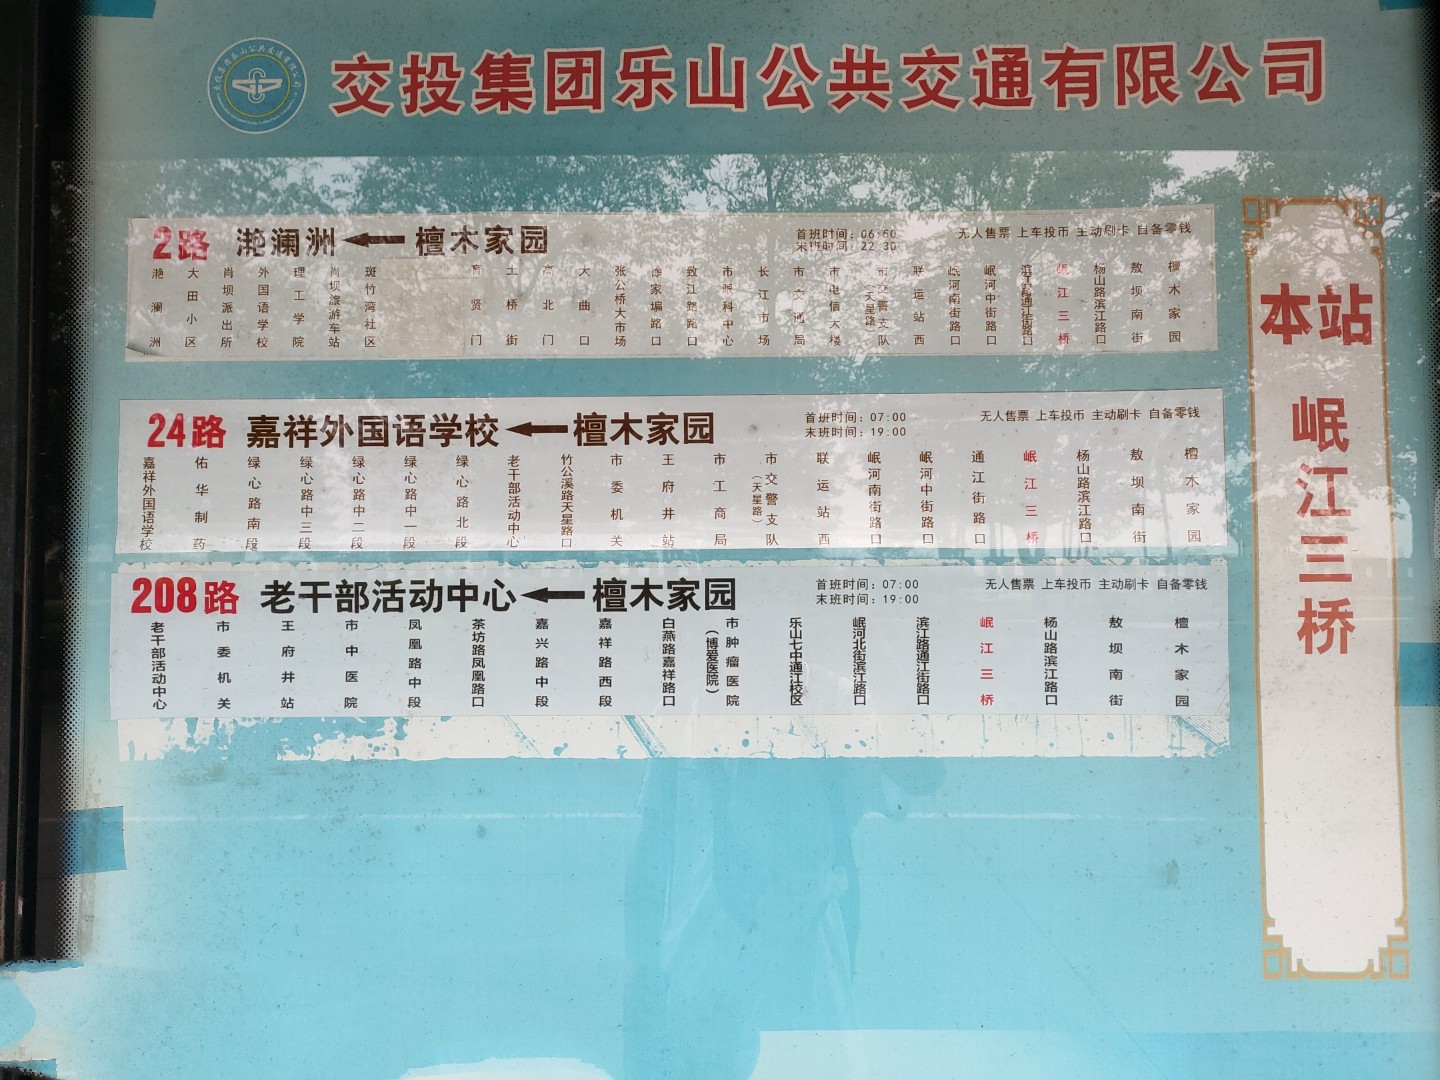 交投集团乐山公共交通有限公司
2路 滟澜洲←檀木家园
首班时间：06:50
末班时间：22:30
无人售票 上车投币 主动刷卡 自备零钱
滟澜洲
大田小区
肖坝派出所
外国语学校
理工学院
肖坝旅游车站
斑竹湾社区
育贤门
土桥街
高北门
大曲口
张公桥大市场
徐家塥路口
致江路路口
市眼科中心
长江市场
市交通局
市电信大楼
市交警支队
（天星路）
联运站西
岷河南街路口
岷河中街路口
滨江路通江街路口
岷江三桥
杨山路滨江路口
敖坝南街
檀木家园
24路 嘉祥外国语学校←檀木家园
首班时间：07:00
末班时间：19:00
无人售票 上车投币 主动刷卡 自备零钱
嘉祥外国语学校
佑华制药
绿心路南段
绿心路中三段
绿心路中二段
绿心路中一段
绿心路北段
老干部活动中心
竹公溪路天星路口
市委机关
王府井站
市工商局
市交警支队
（天星路）
联运站西
岷河南街路口
岷河中街路口
通江街路口
岷江三桥
杨山路滨江路口
敖坝南街
檀木家园
208路 老干部活动中心←檀木家园
首班时间：07:00
末班时间：19:00
无人售票 上车投币 主动刷卡 自备零钱
老干部活动中心
市委机关
王府井站
市中医院
凤凰路中段
茶坊路凤凰路口
嘉兴路中段
嘉祥路西段
白燕路嘉祥路口
市肿瘤医院
（博爱医院）
乐山七中通江校区
岷河北街滨江路口
滨江路通江街路口
岷江三桥
杨山路滨江路口
敖坝南街
檀木家园
本站
岷江三桥